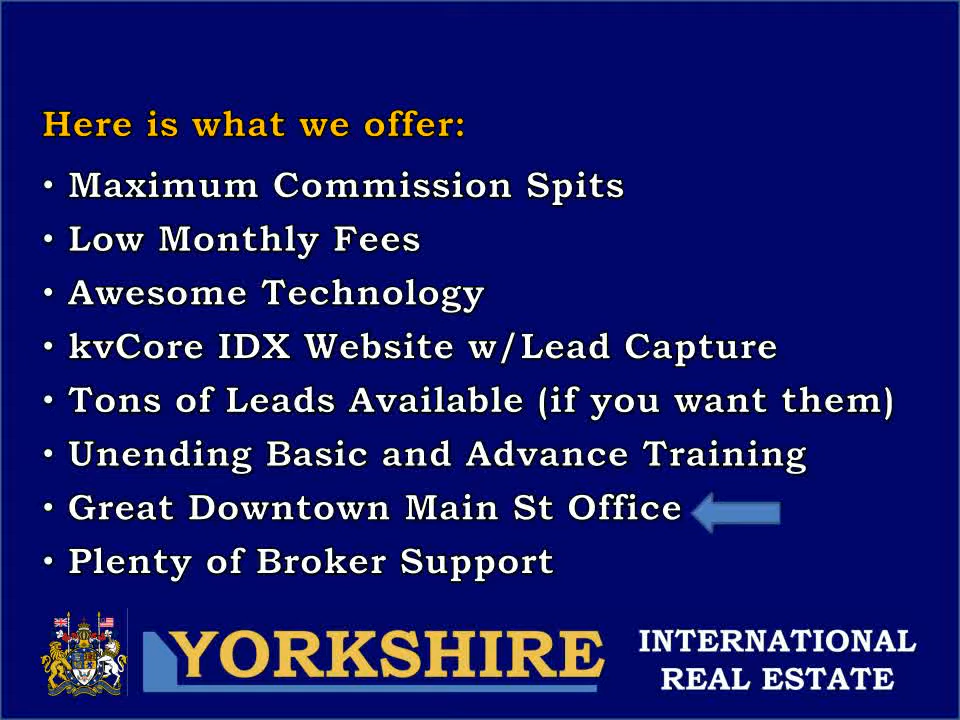 Here is what we offer:
• Maximum Commission Spits
• Low Monthly Fees
• Awesome Technology
• kvCore IDX Website w/Lead Capture
• Tons of Leads Available (if you want them)
• Unending Basic and Advance Training
• Great Downtown Main St Office
• Plenty of Broker Support
YORKSHIRE
INTERNATIONAL
REAL ESTATE